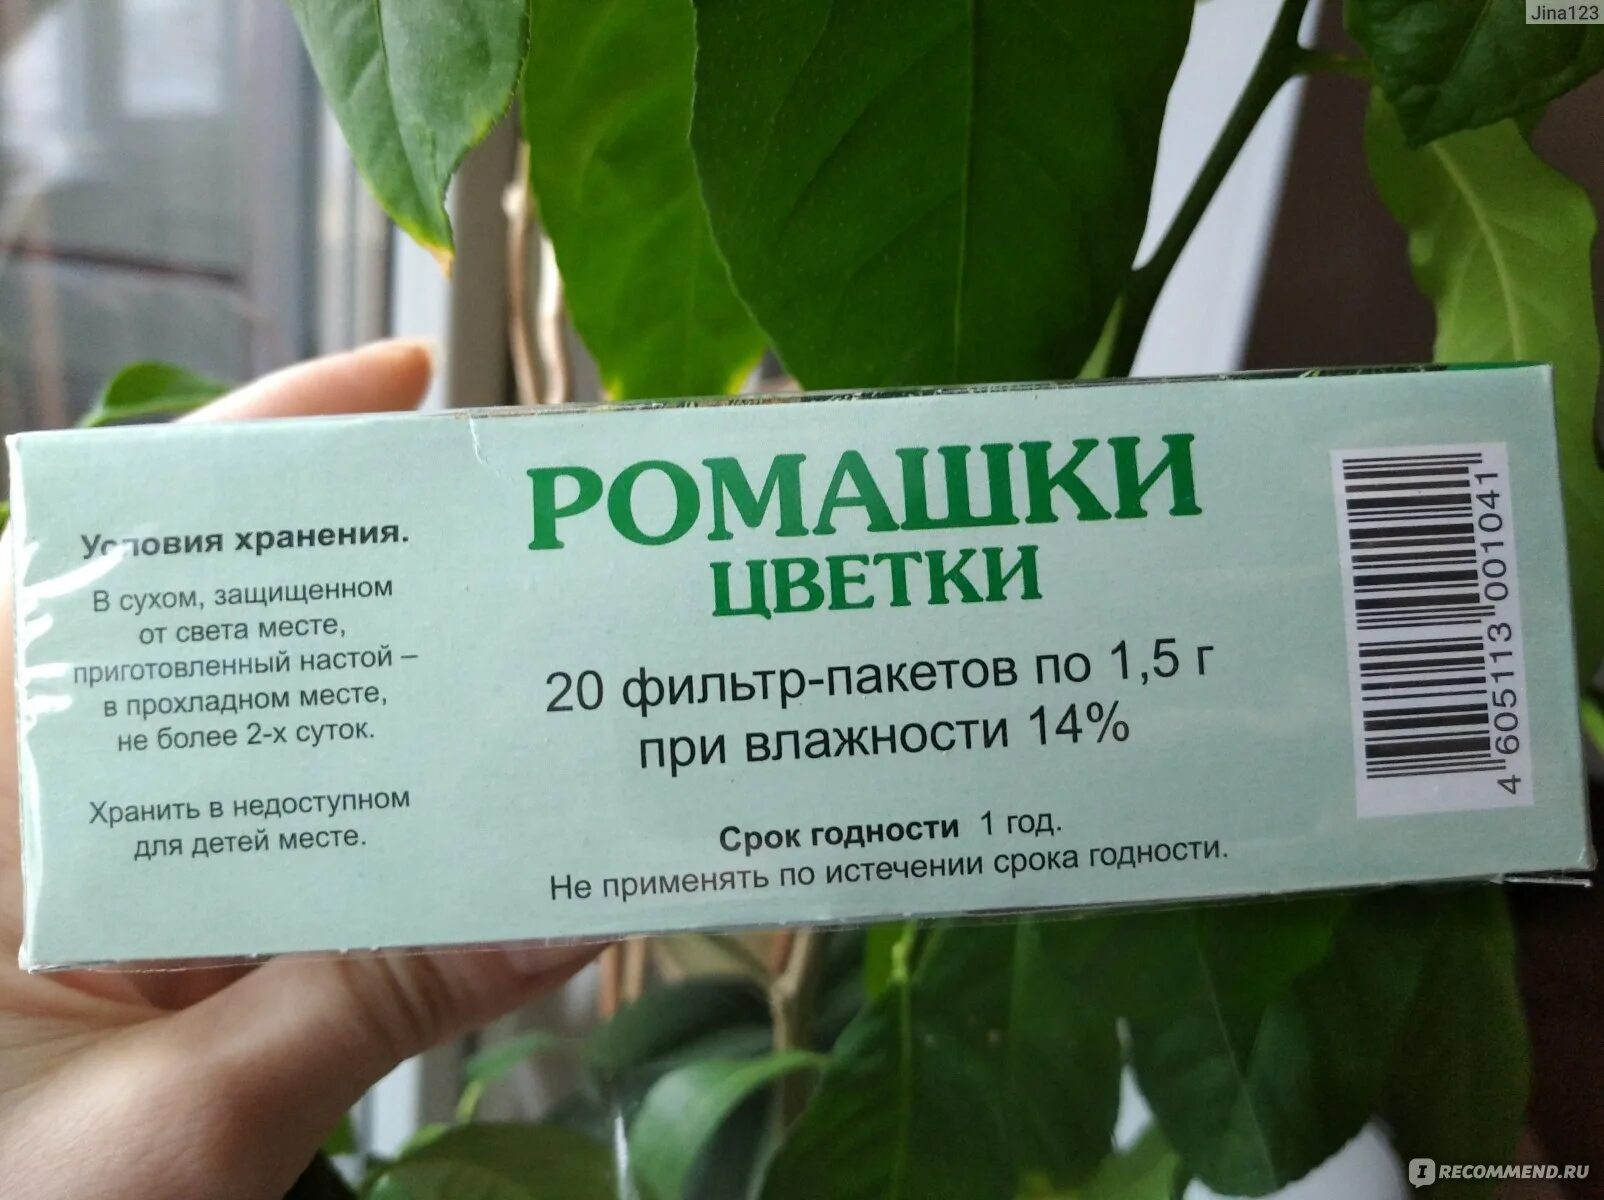 Jina123
Условия хранения.
В сухом, защищенном
от света месте,
приготовленный настой –
в прохладном месте,
не более 2-х суток.
Хранить в недоступном
для детей месте.
РОМАШКИ
ЦВЕТКИ
20 фильтр-пакетов по 1,5 г
при влажности 14%
Срок годности 1 год.
Не применять по истечении срока годности.
4 605113 001041
IRECOMMEND.RU